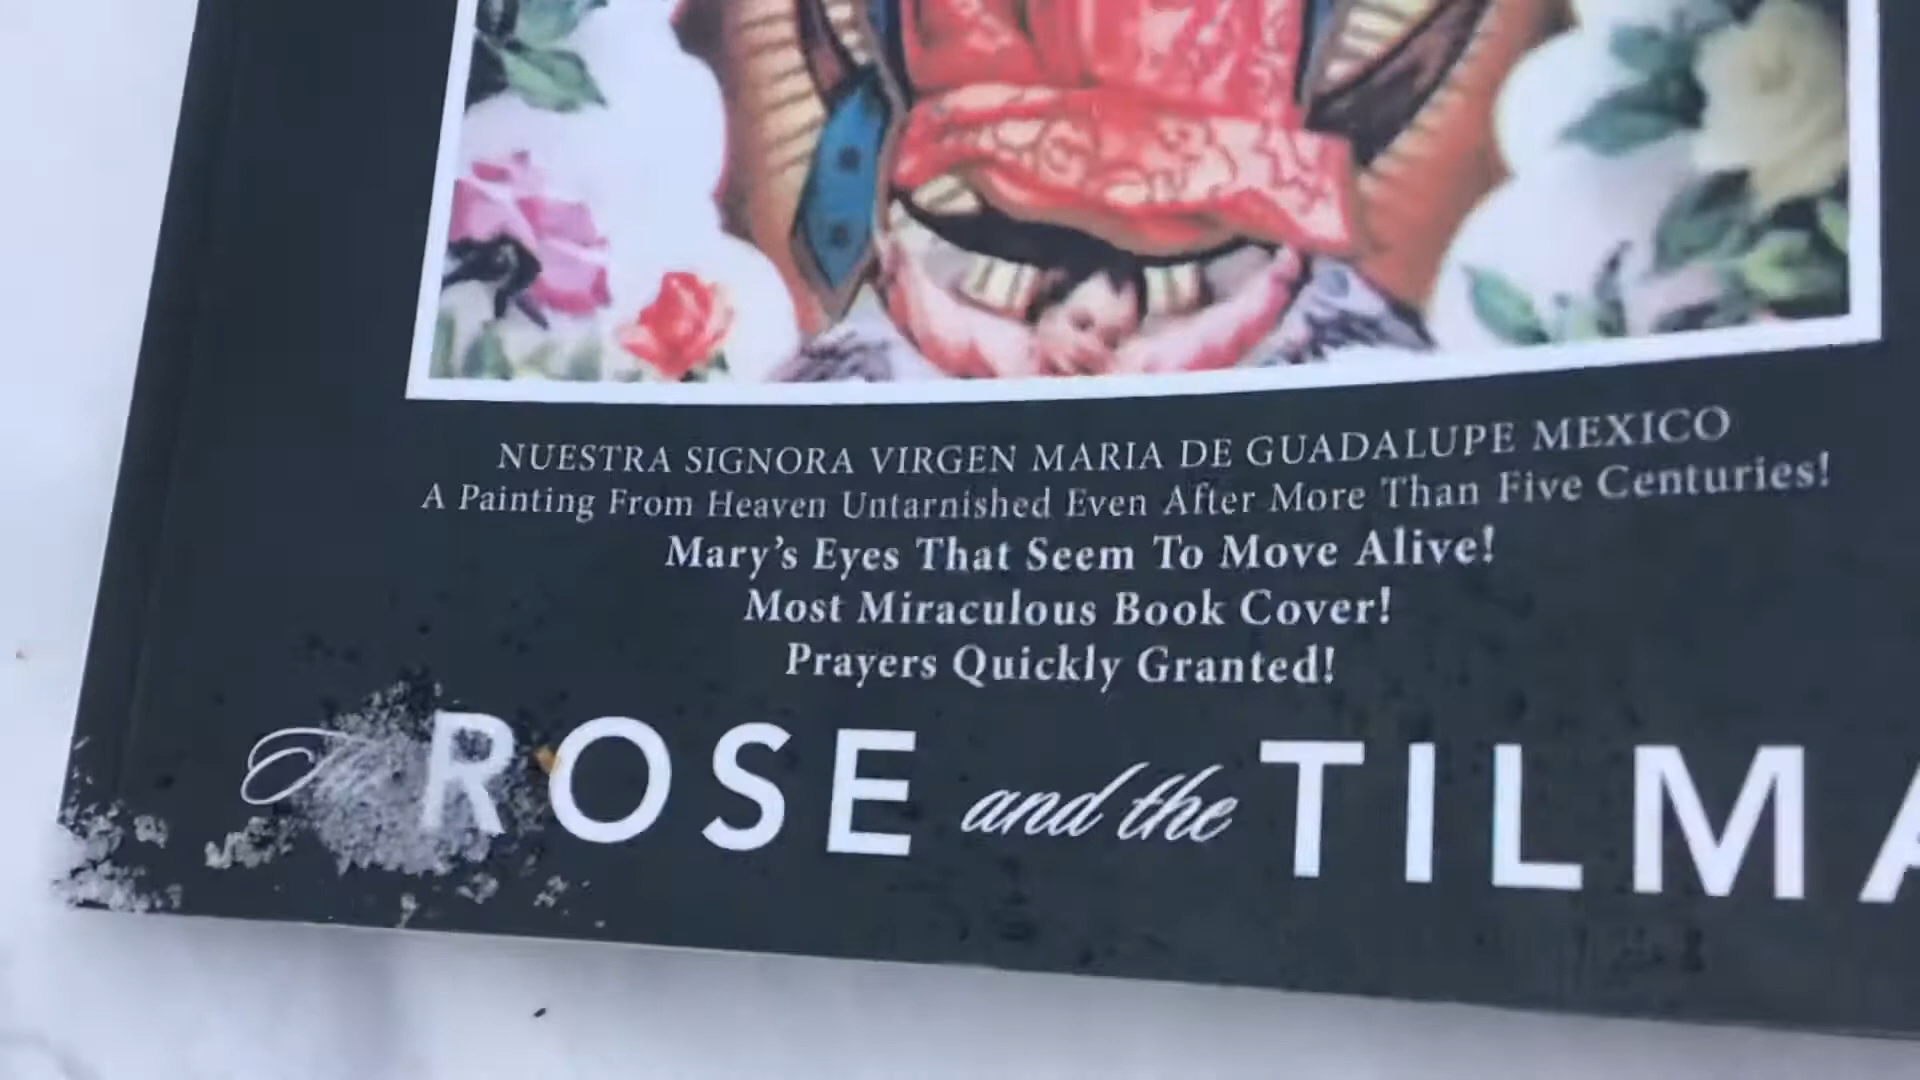 NUESTRA SIGNORA VIRGEN MARIA DE GUADALUPE MEXICO
A Painting From Heaven Untarnished Even After More Than Five Centuries!
Mary's Eyes That Seem To Move Alive!
Most Miraculous Book Cover!
Prayers Quickly Granted!
ROSE and the TILMA